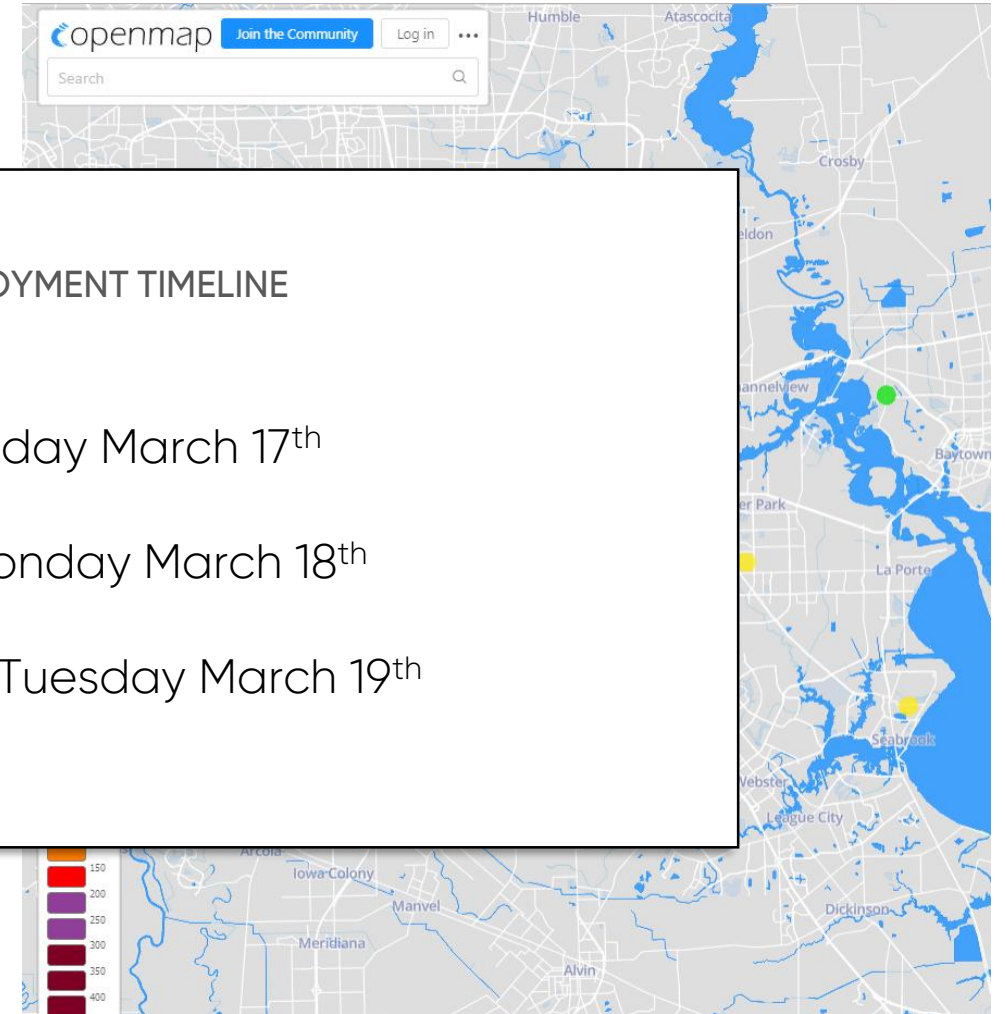 Humble Atascocita
openmap Join the Community Log in •••
Search
Crosby
OYMENT TIMELINE
day March 17th
onday March 18th
Tuesday March 19th
eldon
annelview
Baytown
er Park
La Porte
Seabrook
Webster
League City
Arcola
150
200
250
300
350
400
Iowa Colony
Manvel
Dickinson
Meridiana
Alvin